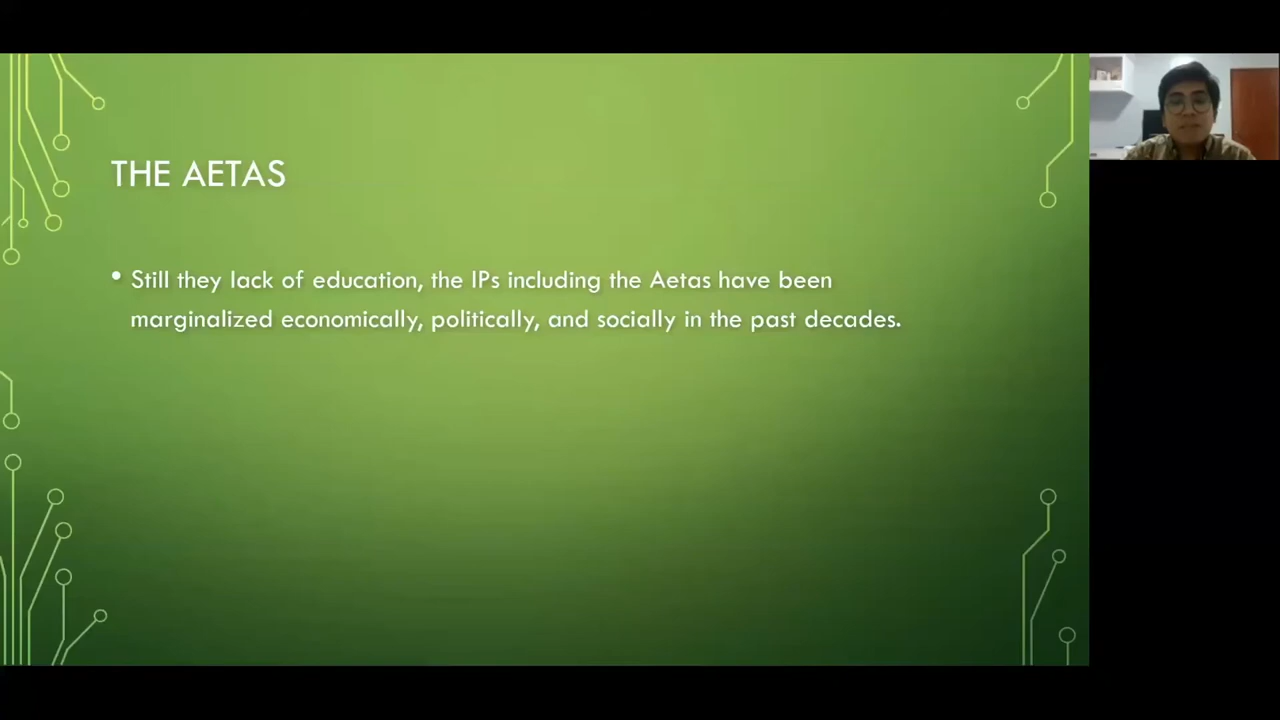 THE AETAS
• Still they lack of education, the IPs including the Aetas have been
marginalized economically, politically, and socially in the past decades.